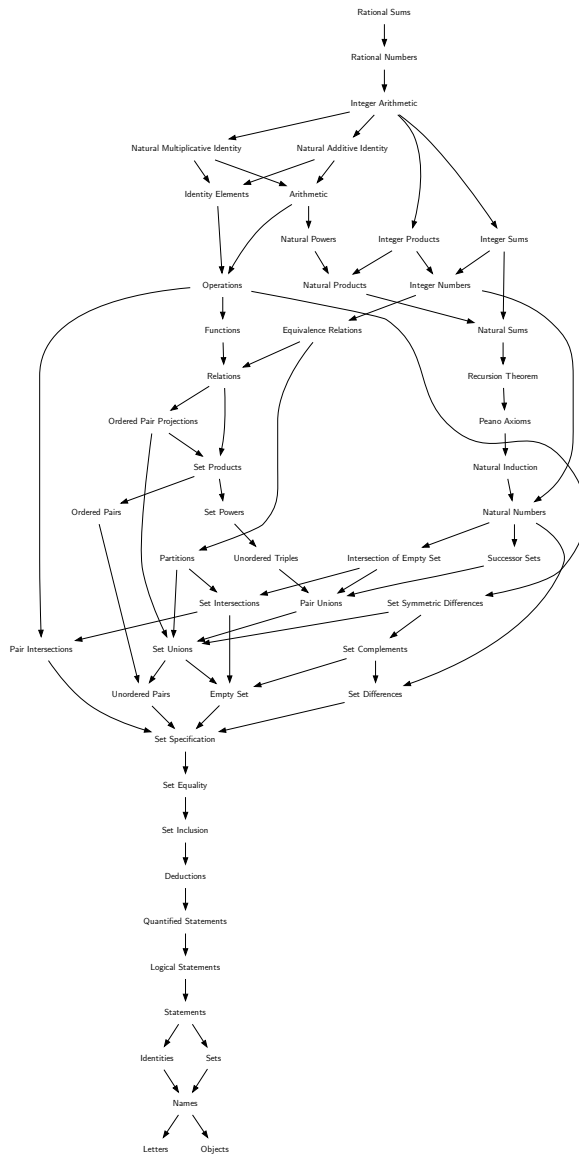 Rational Sums
Rational Numbers
Integer Arithmetic
Natural Multiplicative Identity Natural Additive Identity
Identity Elements Arithmetic
Natural Powers Integer Products Integer Sums
Operations Natural Products Integer Numbers
Functions Equivalence Relations Natural Sums
Relations Recursion Theorem
Ordered Pair Projections Peano Axioms
Set Products Natural Induction
Ordered Pairs Set Powers Natural Numbers
Partitions Unordered Triples Intersection of Empty Set Successor Sets
Set Intersections Pair Unions Set Symmetric Differences
Pair Intersections Set Unions Set Complements
Unordered Pairs Empty Set Set Differences
Set Specification
Set Equality
Set Inclusion
Deductions
Quantified Statements
Logical Statements
Statements
Identities Sets
Names
Letters Objects